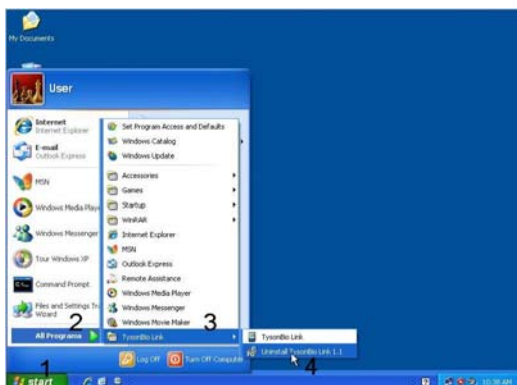 My Documents
User
Internet
Internet Explorer
E-mail
Outlook Express
MSN
Windows Media Playe
Windows Messenger
Tour Windows XP
Command Prompt
Files and Settings Tra
Wizard
2
All Programs
Set Program Access and Defaults
Windows Catalog
Windows Update
Accessories
Games
Startup
WinRAR
Internet Explorer
MSN
Outlook Express
Remote Assistance
Windows Media Player
Windows Messenger
Windows Movie Maker
3
TysonBio Link
TysonBio Link
Uninstall TysonBio Link 1.1
4
Log Off
Turn Off Computer
1
start
10:38 AM